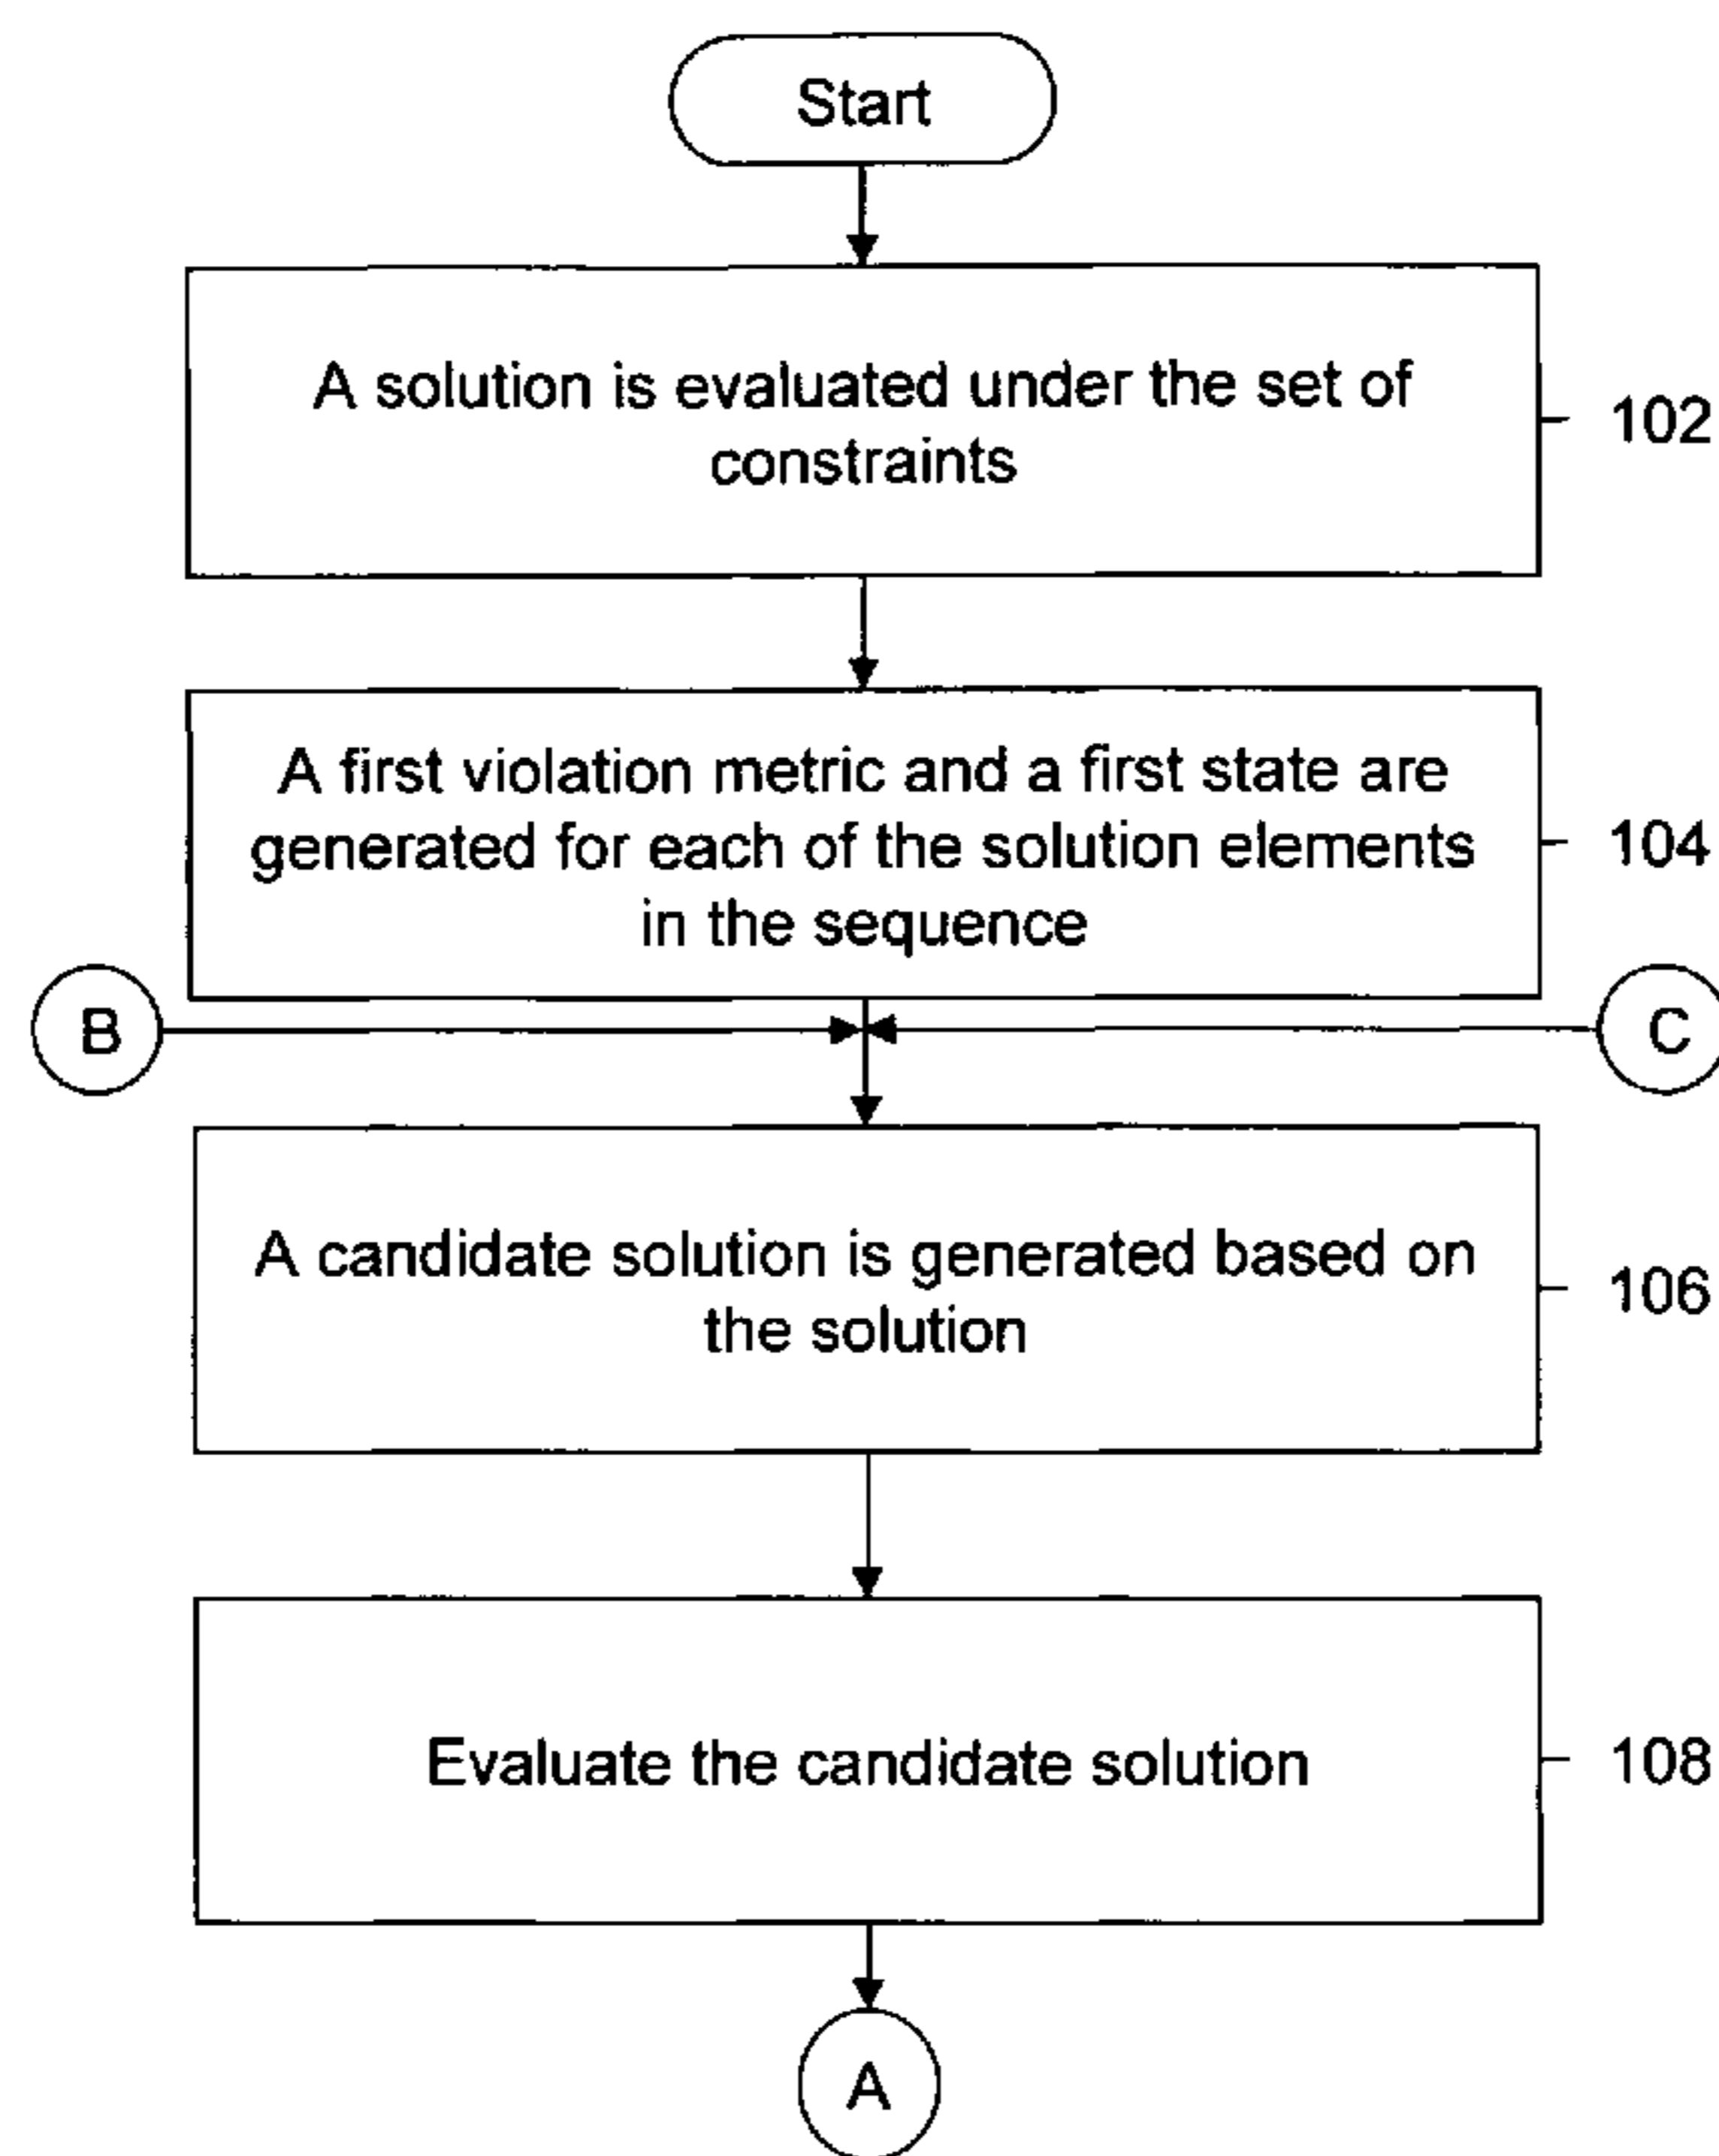 Start
A solution is evaluated under the set of
constraints
102
A first violation metric and a first state are
generated for each of the solution elements
in the sequence
104
B
C
A candidate solution is generated based on
the solution
106
Evaluate the candidate solution
108
A